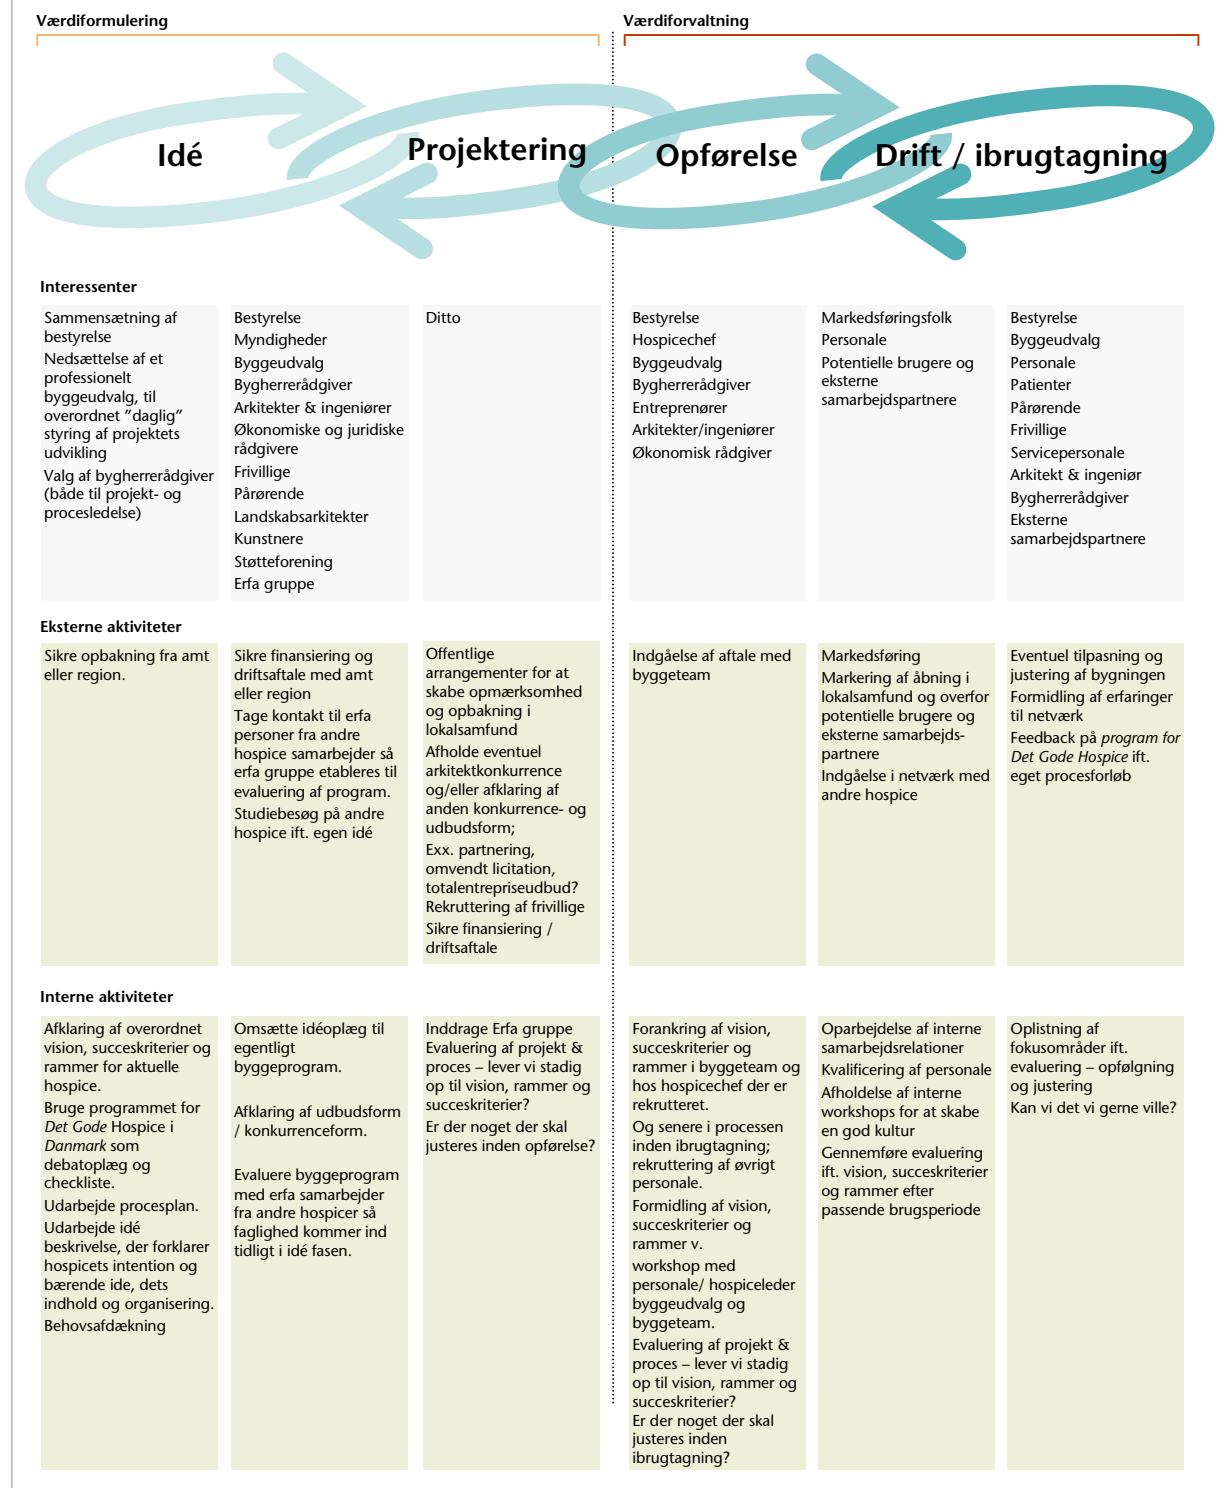 Værdiformulering
Værdiforvaltning
Idé
Projektering
Opførelse
Drift / ibrugtagning
Interessenter
Sammensætning af
bestyrelse
Nedsættelse af et
professionelt
byggeudvalg, til
overordnet ”daglig”
styring af projektets
udvikling
Valg af bygherrerådgiver
(både til projekt- og
procesledelse)
Bestyrelse
Myndigheder
Byggeudvalg
Bygherrerådgiver
Arkitekter & ingeniører
Økonomiske og juridiske
rådgivere
Frivillige
Pårørende
Landskabsarkitekter
Kunstnere
Støtteforening
Erfa gruppe
Ditto
Bestyrelse
Hospicechef
Byggeudvalg
Bygherrerådgiver
Entreprenører
Arkitekter/ingeniører
Økonomisk rådgiver
Markedsføringsfolk
Personale
Potentielle brugere og
eksterne
samarbejdspartnere
Bestyrelse
Byggeudvalg
Personale
Patienter
Pårørende
Frivillige
Servicepersonale
Arkitekt & ingeniør
Bygherrerådgiver
Eksterne
samarbejdspartnere
Eksterne aktiviteter
Sikre opbakning fra amt
eller region.
Sikre finansiering og
driftsaftale med amt
eller region
Tage kontakt til erfa
personer fra andre
hospice samarbejder så
erfa gruppe etableres til
evaluering af program.
Studiebesøg på andre
hospice ift. egen idé
Offentlige
arrangementer for at
skabe opmærksomhed
og opbakning i
lokalsamfund
Afholde eventuel
arkitektkonkurrence
og/eller afklaring af
anden konkurrence- og
udbudsform;
Exx. partnering,
omvendt licitation,
totalentrepriseudbud?
Rekruttering af frivillige
Sikre finansiering /
driftsaftale
Indgåelse af aftale med
byggeteam
Markedsføring
Markering af åbning i
lokalsamfund og overfor
potentielle brugere og
eksterne samarbejds-
partnere
Indgåelse i netværk med
andre hospice
Eventuel tilpasning og
justering af bygningen
Formidling af erfaringer
til netværk
Feedback på program for
Det Gode Hospice ift.
eget procesforløb
Interne aktiviteter
Afklaring af overordnet
vision, succeskriterier og
rammer for aktuelle
hospice.
Bruge programmet for
Det Gode Hospice i
Danmark som
debatoplæg og
checkliste.
Udarbejde procesplan.
Udarbejde idé
beskrivelse, der forklarer
hospicets intention og
bærende ide, dets
indhold og organisering.
Behovsafdækning
Omsætte idéoplæg til
egentligt
byggeprogram.
Afklaring af udbudsform
/ konkurrenceform.
Evaluere byggeprogram
med erfa samarbejder
fra andre hospicer så
faglighed kommer ind
tidligt i idé fasen.
Inddrage Erfa gruppe
Evaluering af projekt &
proces – lever vi stadig
op til vision, rammer og
succeskriterier?
Er der noget der skal
justeres inden opførelse?
Forankring af vision,
succeskriterier og
rammer i byggeteam og
hos hospicechef der er
rekrutteret.
Og senere i processen
inden ibrugtagning;
rekruttering af øvrigt
personale.
Formidling af vision,
succeskriterier og
rammer v.
workshop med
personale/ hospiceleder
byggeudvalg og
byggeteam.
Evaluering af projekt &
proces – lever vi stadig
op til vision, rammer og
succeskriterier?
Er der noget der skal
justeres inden
ibrugtagning?
Oparbejdelse af interne
samarbejdsrelationer
Kvalificering af personale
Afholdelse af interne
workshops for at skabe
en god kultur
Gennemføre evaluering
ift. vision, succeskriterier
og rammer efter
passende brugsperiode
Oplistning af
fokusområder ift.
evaluering – opfølgning
og justering
Kan vi det vi gerne ville?